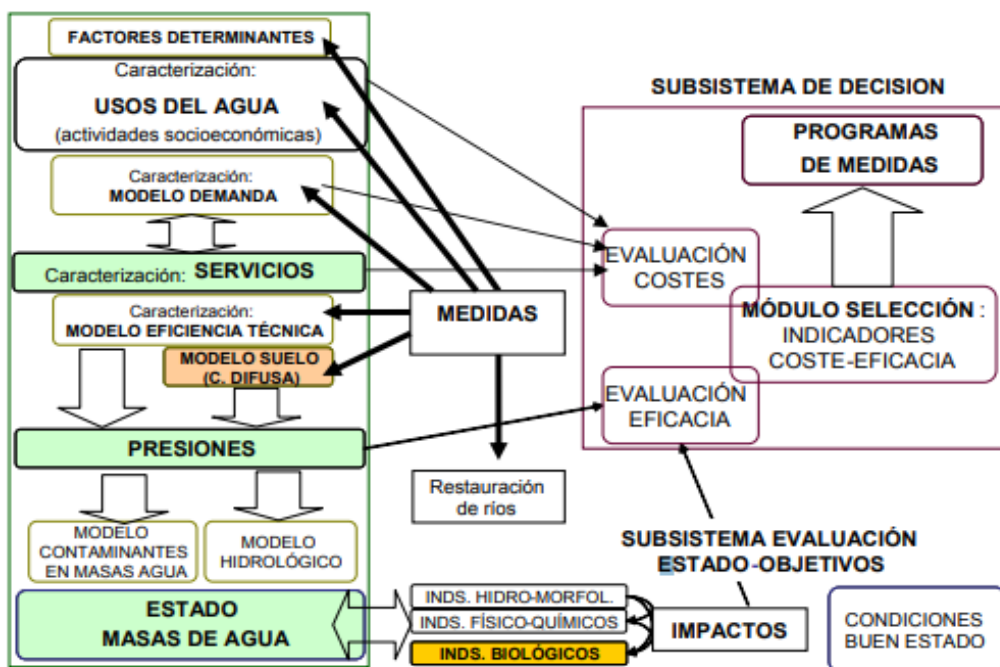 FACTORES DETERMINANTES
Caracterización:
USOS DEL AGUA
(actividades socioeconómicas)
Caracterización:
MODELO DEMANDA
Caracterización: SERVICIOS
Caracterización:
MODELO EFICIENCIA TÉCNICA
MODELO SUELO
(C. DIFUSA)
PRESIONES
MODELO
CONTAMINANTES
EN MASAS AGUA
MODELO
HIDROLÓGICO
ESTADO
MASAS DE AGUA
MEDIDAS
Restauración
de ríos
INDS. HIDRO-MORFOL.
INDS. FÍSICO-QUÍMICOS
INDS. BIOLÓGICOS
SUBSISTEMA DE DECISION
PROGRAMAS
DE MEDIDAS
EVALUACIÓN
COSTES
MÓDULO SELECCIÓN :
INDICADORES
COSTE-EFICACIA
EVALUACIÓN
EFICACIA
SUBSISTEMA EVALUACIÓN
ESTADO-OBJETIVOS
IMPACTOS
CONDICIONES
BUEN ESTADO